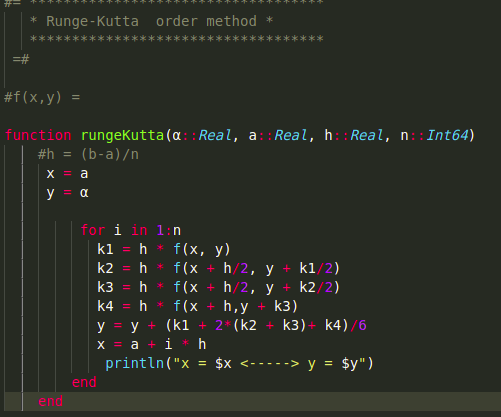 #= ***********************************
* Runge-Kutta  order method *
***********************************
=#
#f(x,y) =
function rungeKutta(α::Real, a::Real, h::Real, n::Int64)
#h = (b-a)/n
x = a
y = α
for i in 1:n
k1 = h * f(x, y)
k2 = h * f(x + h/2, y + k1/2)
k3 = h * f(x + h/2, y + k2/2)
k4 = h * f(x + h,y + k3)
y = y + (k1 + 2*(k2 + k3)+ k4)/6
x = a + i * h
println("x = $x <-----> y = $y")
end
end